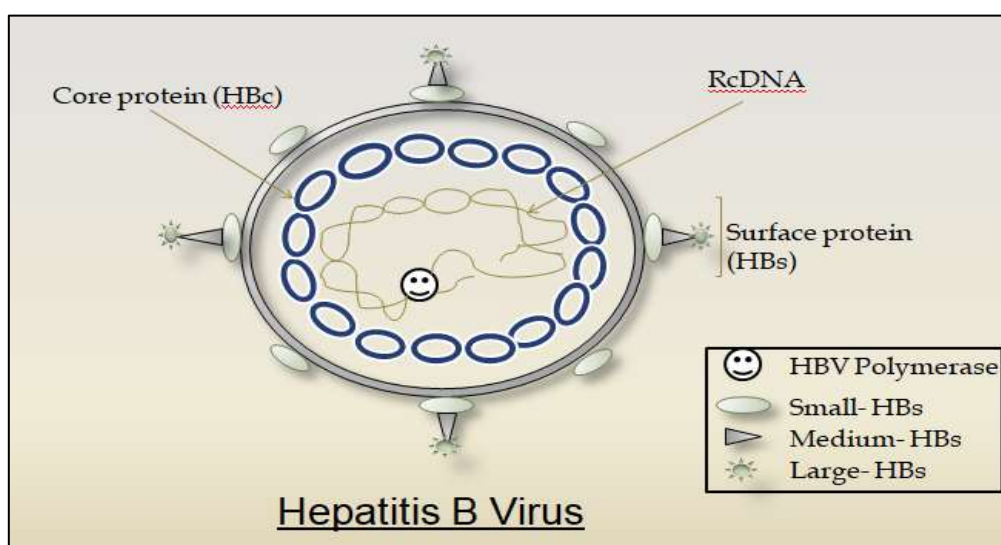 Core protein (HBc)
RcDNA
Surface protein
(HBs)
HBV Polymerase
Small- HBs
Medium- HBs
Large- HBs
Hepatitis B Virus